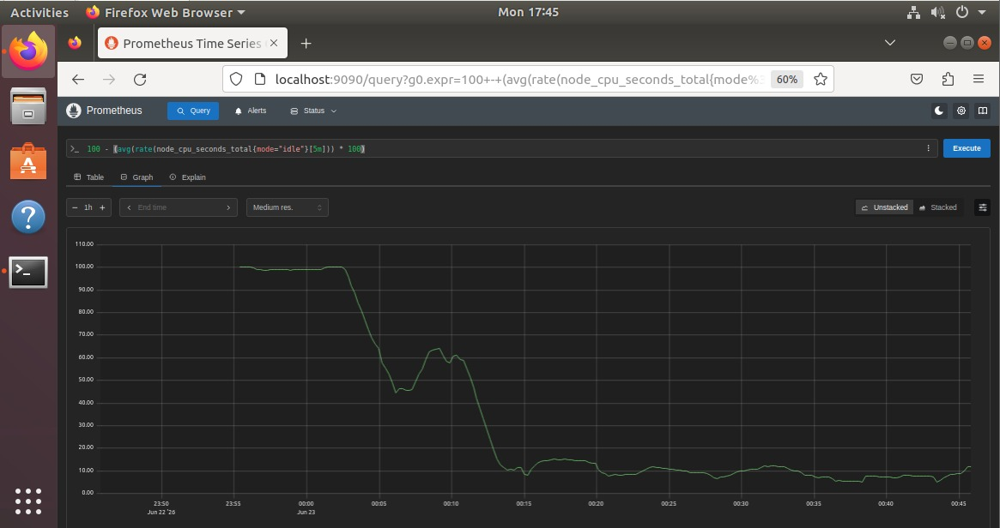 Activities Firefox Web Browser Mon 17:45
Prometheus Time Series
localhost:9090/query?g0.expr=100+-+(avg(rate(node_cpu_seconds_total{mode%3 60%
Prometheus Query Alerts Status
>_ 100 - (avg(rate(node_cpu_seconds_total{mode="idle"}[5m])) * 100) Execute
Table Graph Explain
− 1h + End time Medium res. Unstacked Stacked
110.00
100.00
90.00
80.00
70.00
60.00
50.00
40.00
30.00
20.00
10.00
0.00
23:50 23:55 00:00 00:05 00:10 00:15 00:20 00:25 00:30 00:35 00:40 00:45
Jun 22 '26 Jun 23